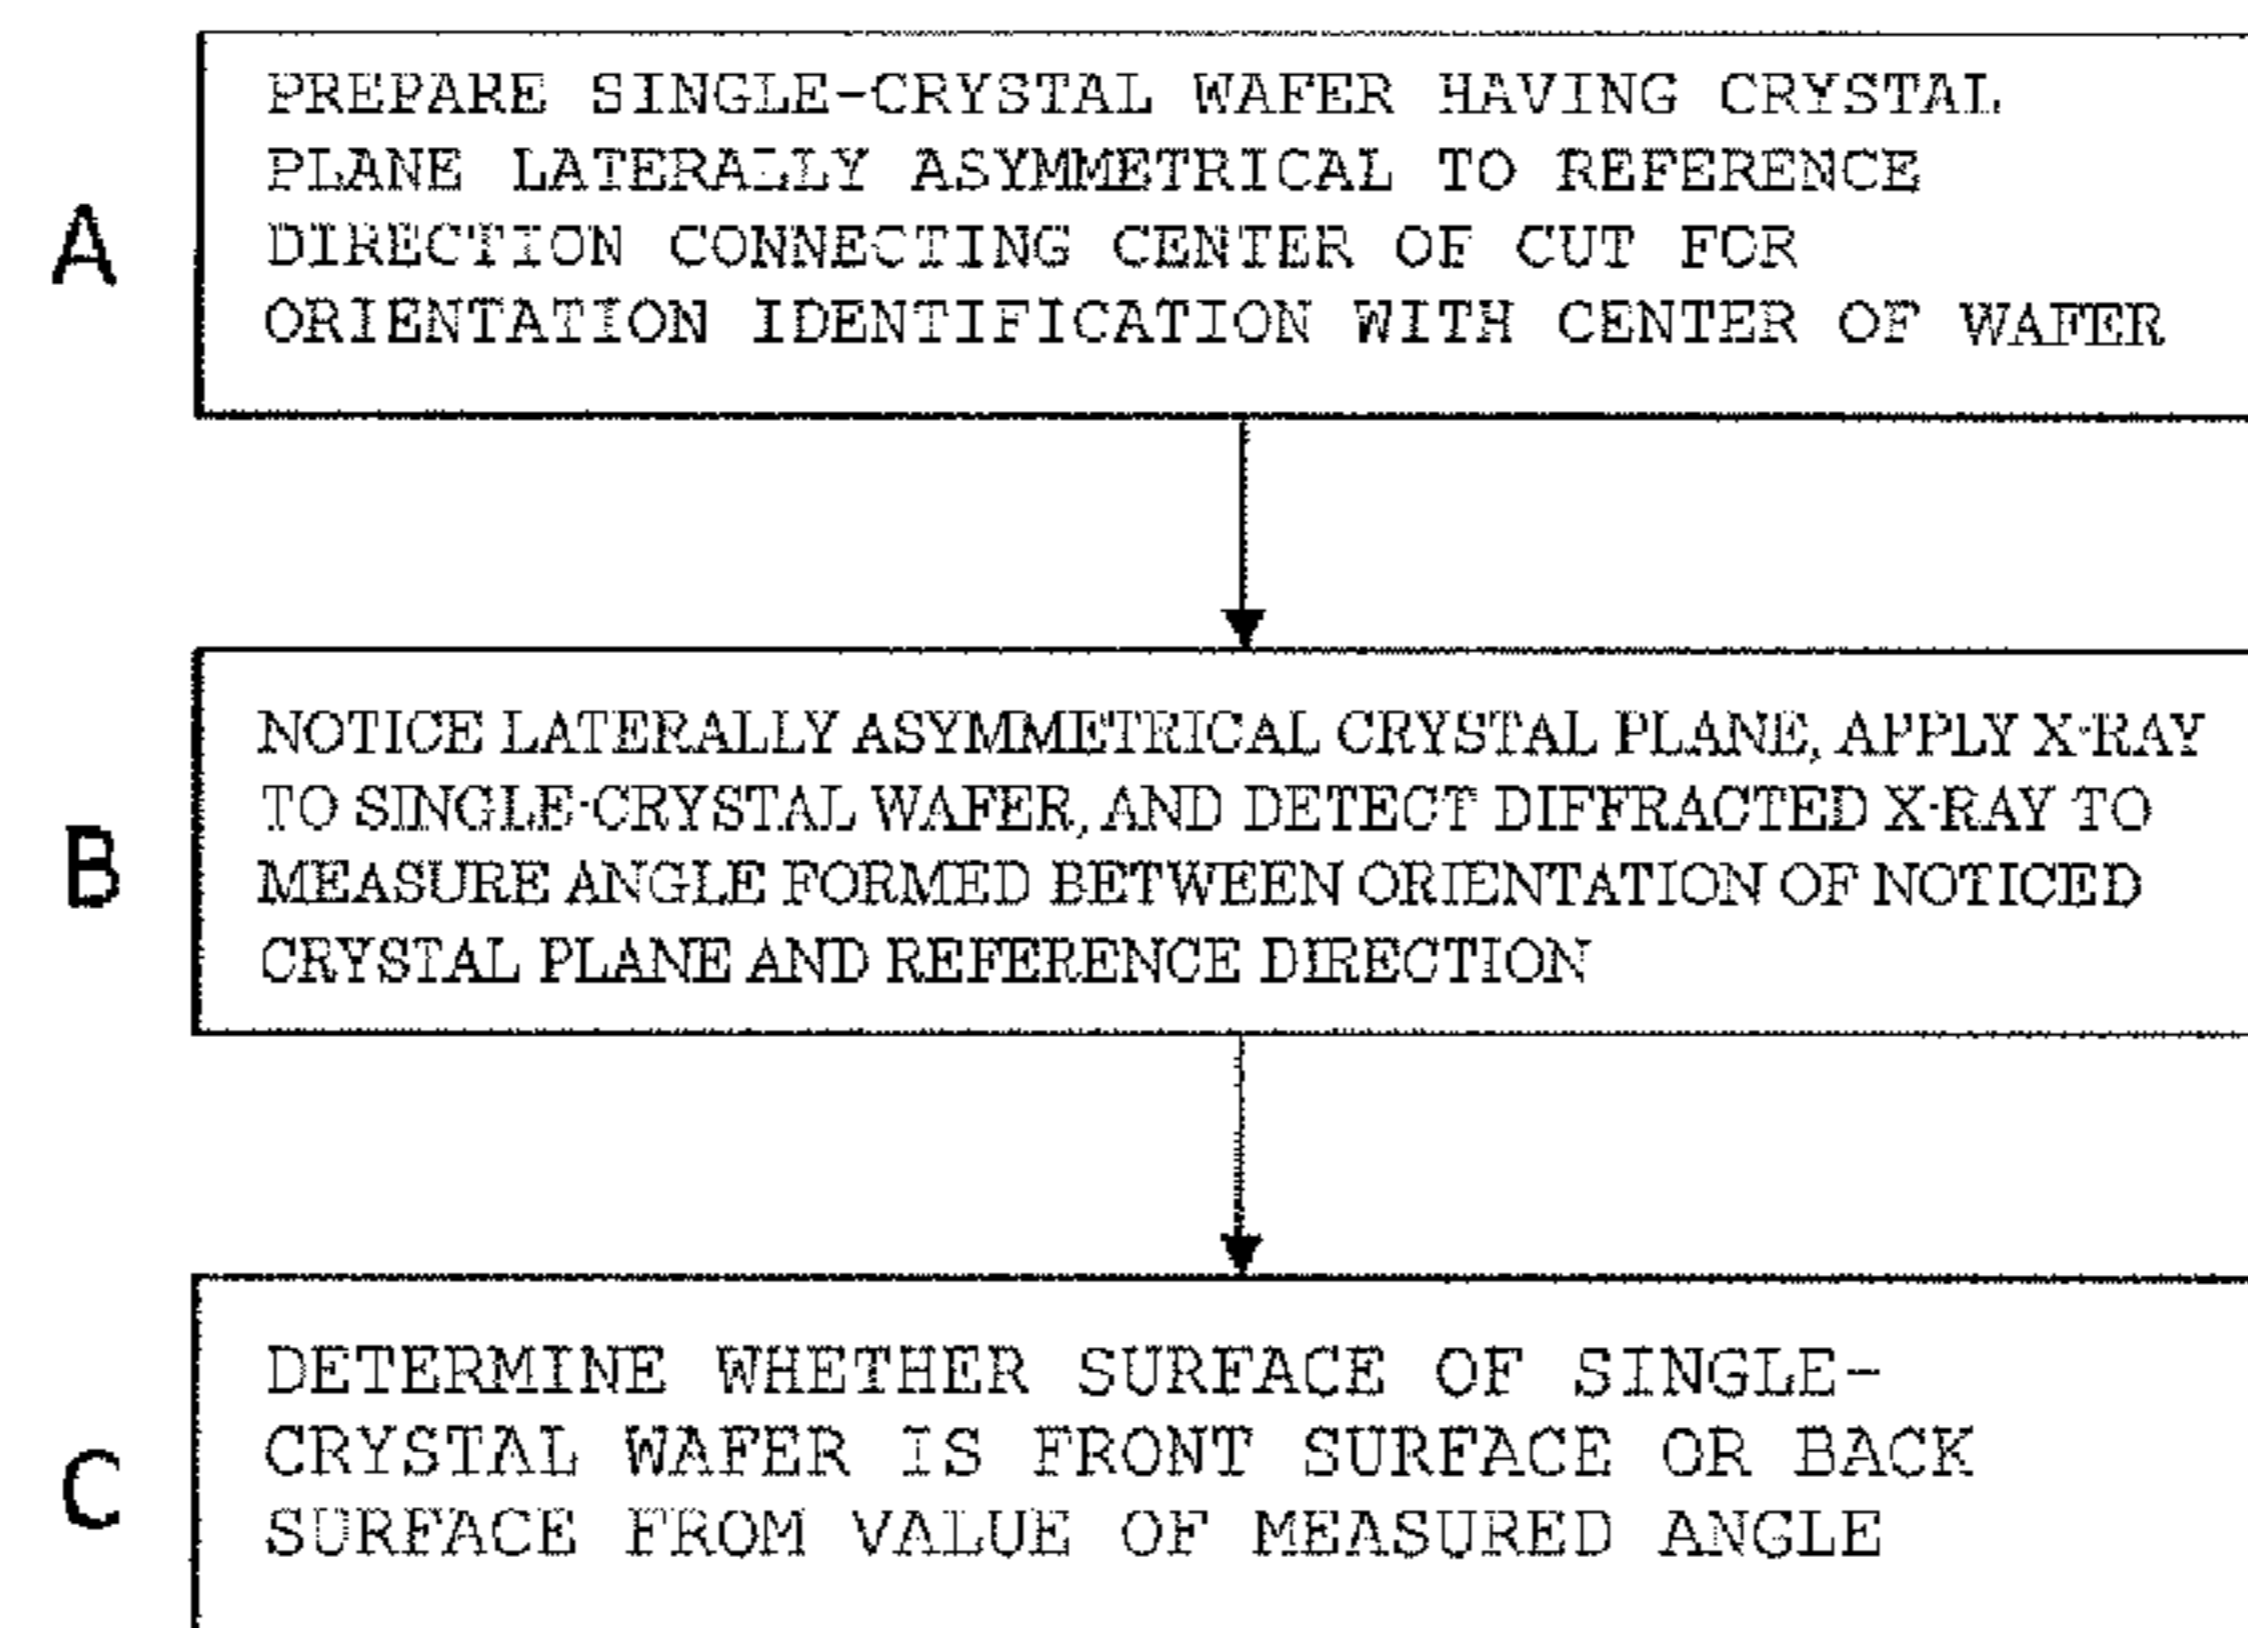 A
PREPARE SINGLE-CRYSTAL WAFER HAVING CRYSTAL
PLANE LATERALLY ASYMMETRICAL TO REFERENCE
DIRECTION CONNECTING CENTER OF CUT FOR
ORIENTATION IDENTIFICATION WITH CENTER OF WAFER
B
NOTICE LATERALLY ASYMMETRICAL CRYSTAL PLANE, APPLY X-RAY
TO SINGLE-CRYSTAL WAFER, AND DETECT DIFFRACTED X-RAY TO
MEASURE ANGLE FORMED BETWEEN ORIENTATION OF NOTICED
CRYSTAL PLANE AND REFERENCE DIRECTION
C
DETERMINE WHETHER SURFACE OF SINGLE-
CRYSTAL WAFER IS FRONT SURFACE OR BACK
SURFACE FROM VALUE OF MEASURED ANGLE